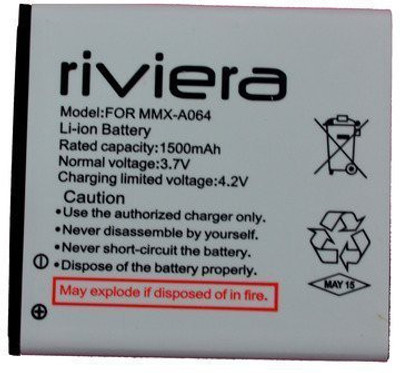 riviera
Model:FOR MMX-A064
Li-ion Battery
Rated capacity:1500mAh
Normal voltage:3.7V
Charging limited voltage:4.2V
Caution
•Use the authorized charger only.
•Never disassemble by yourself.
•Never short-circuit the battery.
•Dispose of the battery properly.
May explode if disposed of in fire.
MAY 15